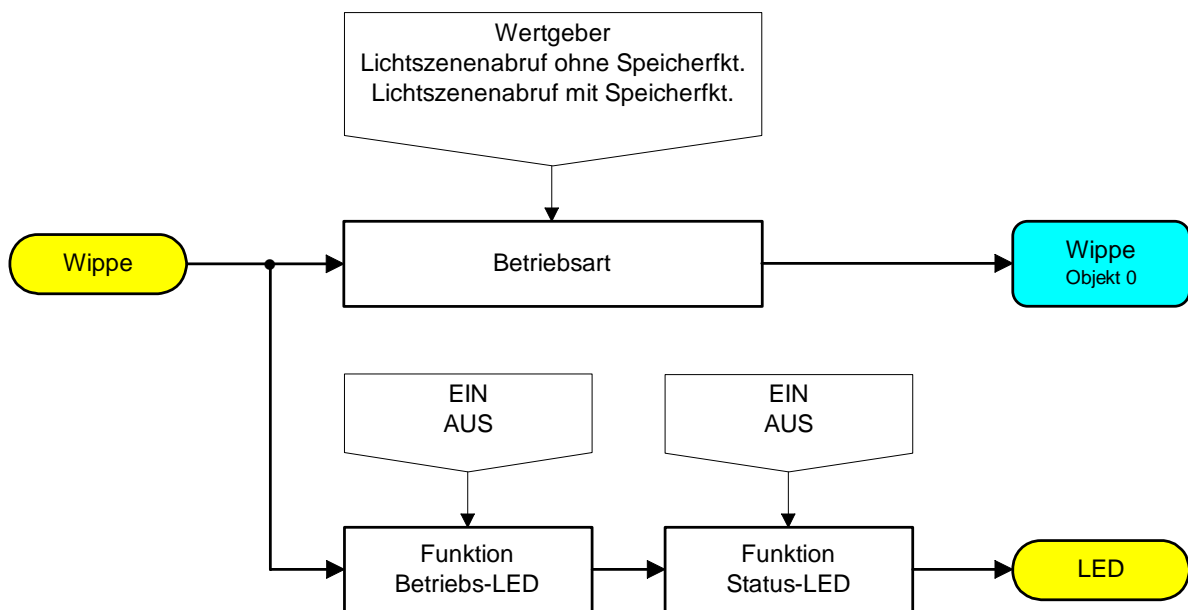 Wertgeber
Lichtszenenabruf ohne Speicherfkt.
Lichtszenenabruf mit Speicherfkt.
Wippe
Betriebsart
Wippe
Objekt 0
EIN
AUS
EIN
AUS
Funktion
Betriebs-LED
Funktion
Status-LED
LED